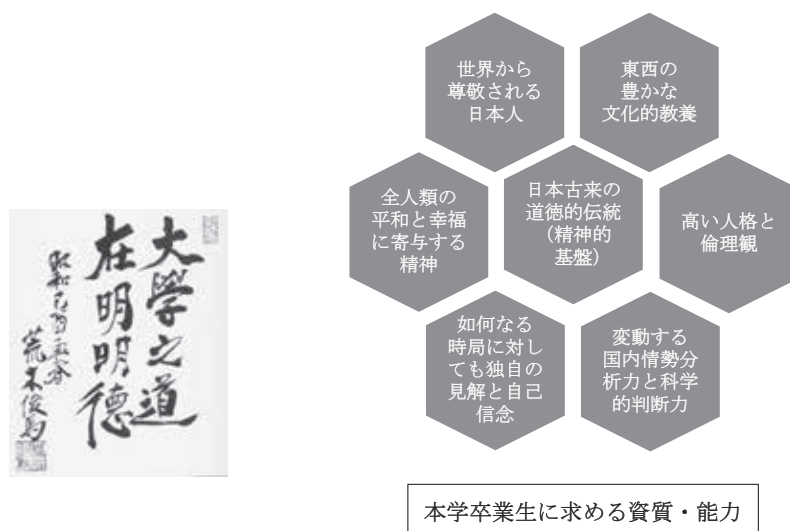 大學之道
在明明德
荒木俊馬
世界から
尊敬される
日本人
東西の
豊かな
文化的教養
全人類の
平和と幸福
に寄与する
精神
日本古来の
道徳的伝統
(精神的
基盤)
高い人格と
倫理観
如何なる
時局に対し
ても独自の
見解と自己
信念
変動する
国内情勢分
析力と科学
的判断力
本学卒業生に求める資質・能力